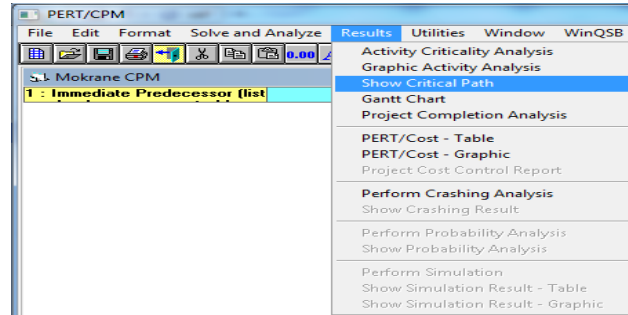 PERT/CPM
File Edit Format Solve and Analyze Results Utilities Window WinQSB
0.00
Mokrane CPM
1 : Immediate Predecessor (list
Activity Criticality Analysis
Graphic Activity Analysis
Show Critical Path
Gantt Chart
Project Completion Analysis
PERT/Cost - Table
PERT/Cost - Graphic
Project Cost Control Report
Perform Crashing Analysis
Show Crashing Result
Perform Probability Analysis
Show Probability Analysis
Perform Simulation
Show Simulation Result - Table
Show Simulation Result - Graphic